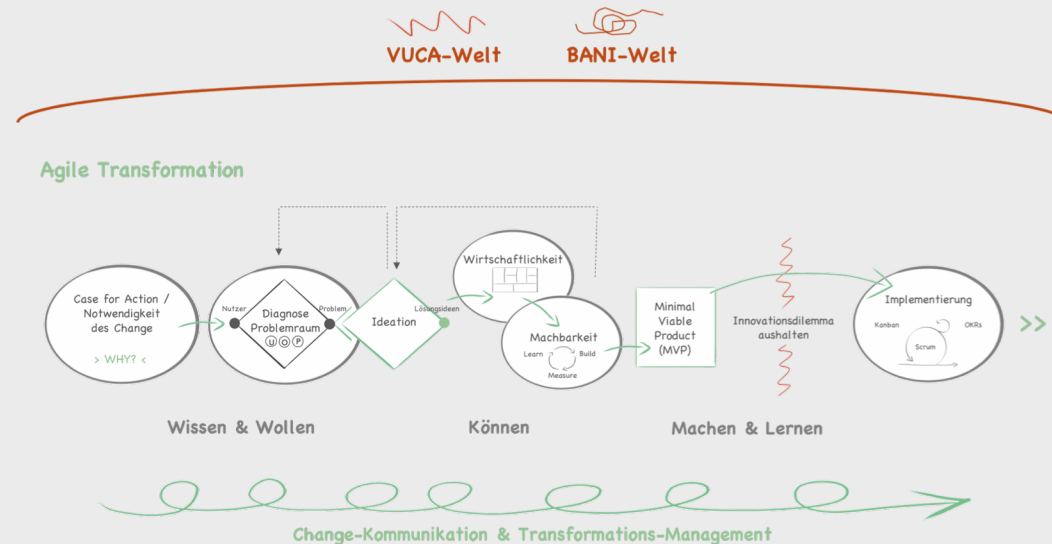 VUCA-Welt
BANI-Welt
Agile Transformation
Case for Action /
Notwendigkeit
des Change
> WHY? <
Nutzer
Diagnose
Problemraum
U O P
Problem
Ideation
Lösungsideen
Wirtschaftlichkeit
Machbarkeit
Learn
Build
Measure
Minimal
Viable
Product
(MVP)
Innovationsdilemma
aushalten
Implementierung
Kanban
OKRs
Scrum
Wissen & Wollen
Können
Machen & Lernen
Change-Kommunikation & Transformations-Management